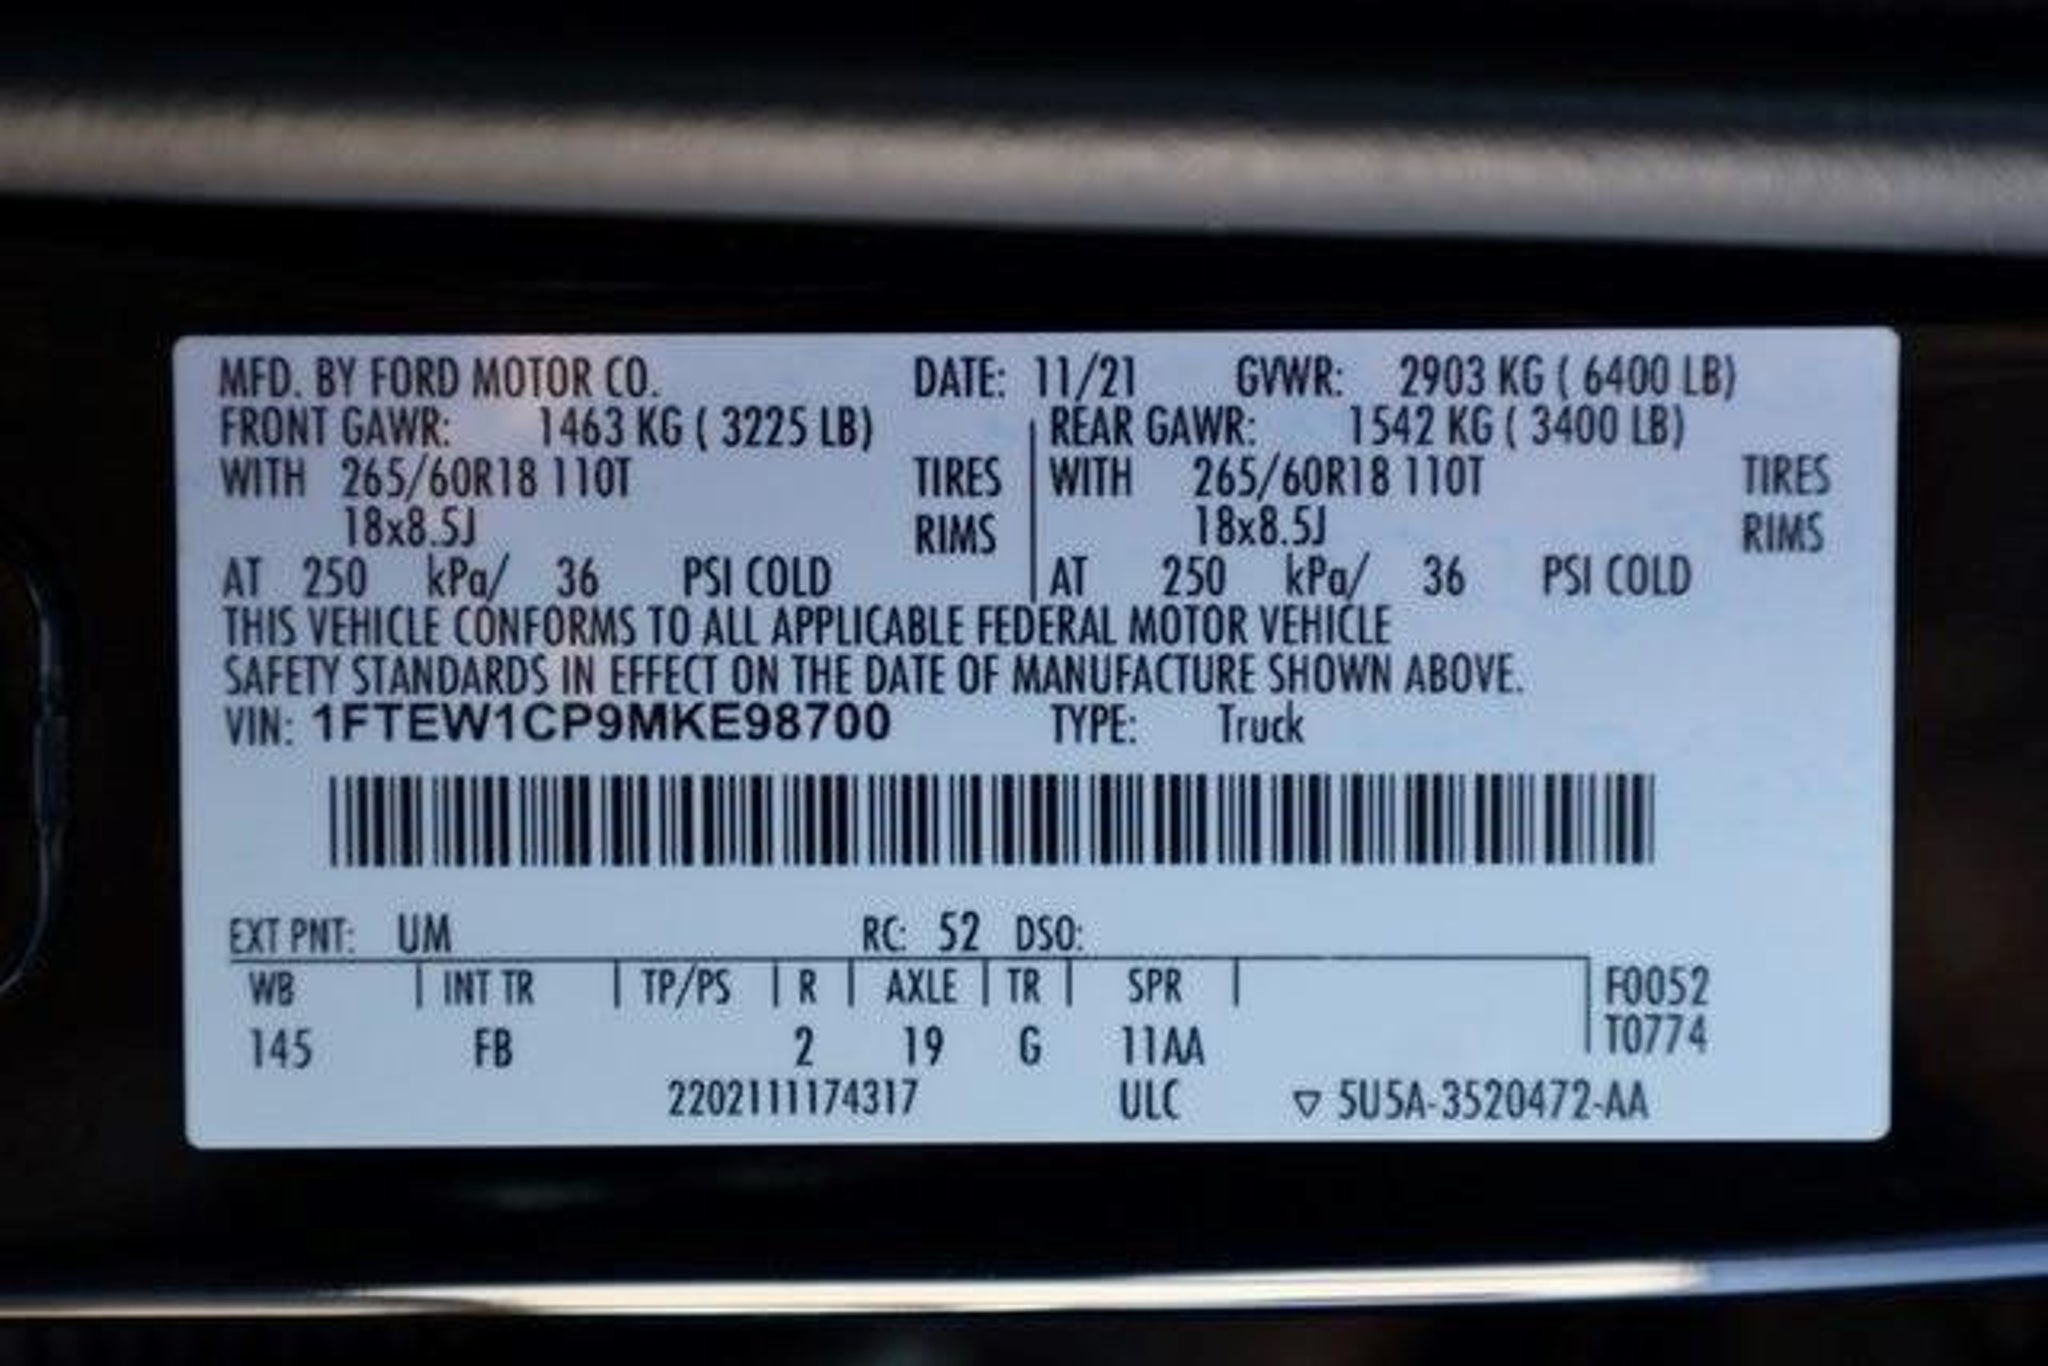 MFD. BY FORD MOTOR CO. DATE: 11/21 GVWR: 2903 KG ( 6400 LB)
FRONT GAWR: 1463 KG ( 3225 LB) REAR GAWR: 1542 KG ( 3400 LB)
WITH 265/60R18 110T TIRES WITH 265/60R18 110T TIRES
18x8.5J RIMS 18x8.5J RIMS
AT 250 kPa/ 36 PSI COLD AT 250 kPa/ 36 PSI COLD
THIS VEHICLE CONFORMS TO ALL APPLICABLE FEDERAL MOTOR VEHICLE
SAFETY STANDARDS IN EFFECT ON THE DATE OF MANUFACTURE SHOWN ABOVE.
VIN: 1FTEW1CP9MKE98700 TYPE: Truck
EXT PNT: UM RC: 52 DSO:
WB INT TR TP/PS R AXLE TR SPR F0052
145 FB 2 19 G 11AA T0774
2202111174317 ULC ▽ 5U5A-3520472-AA